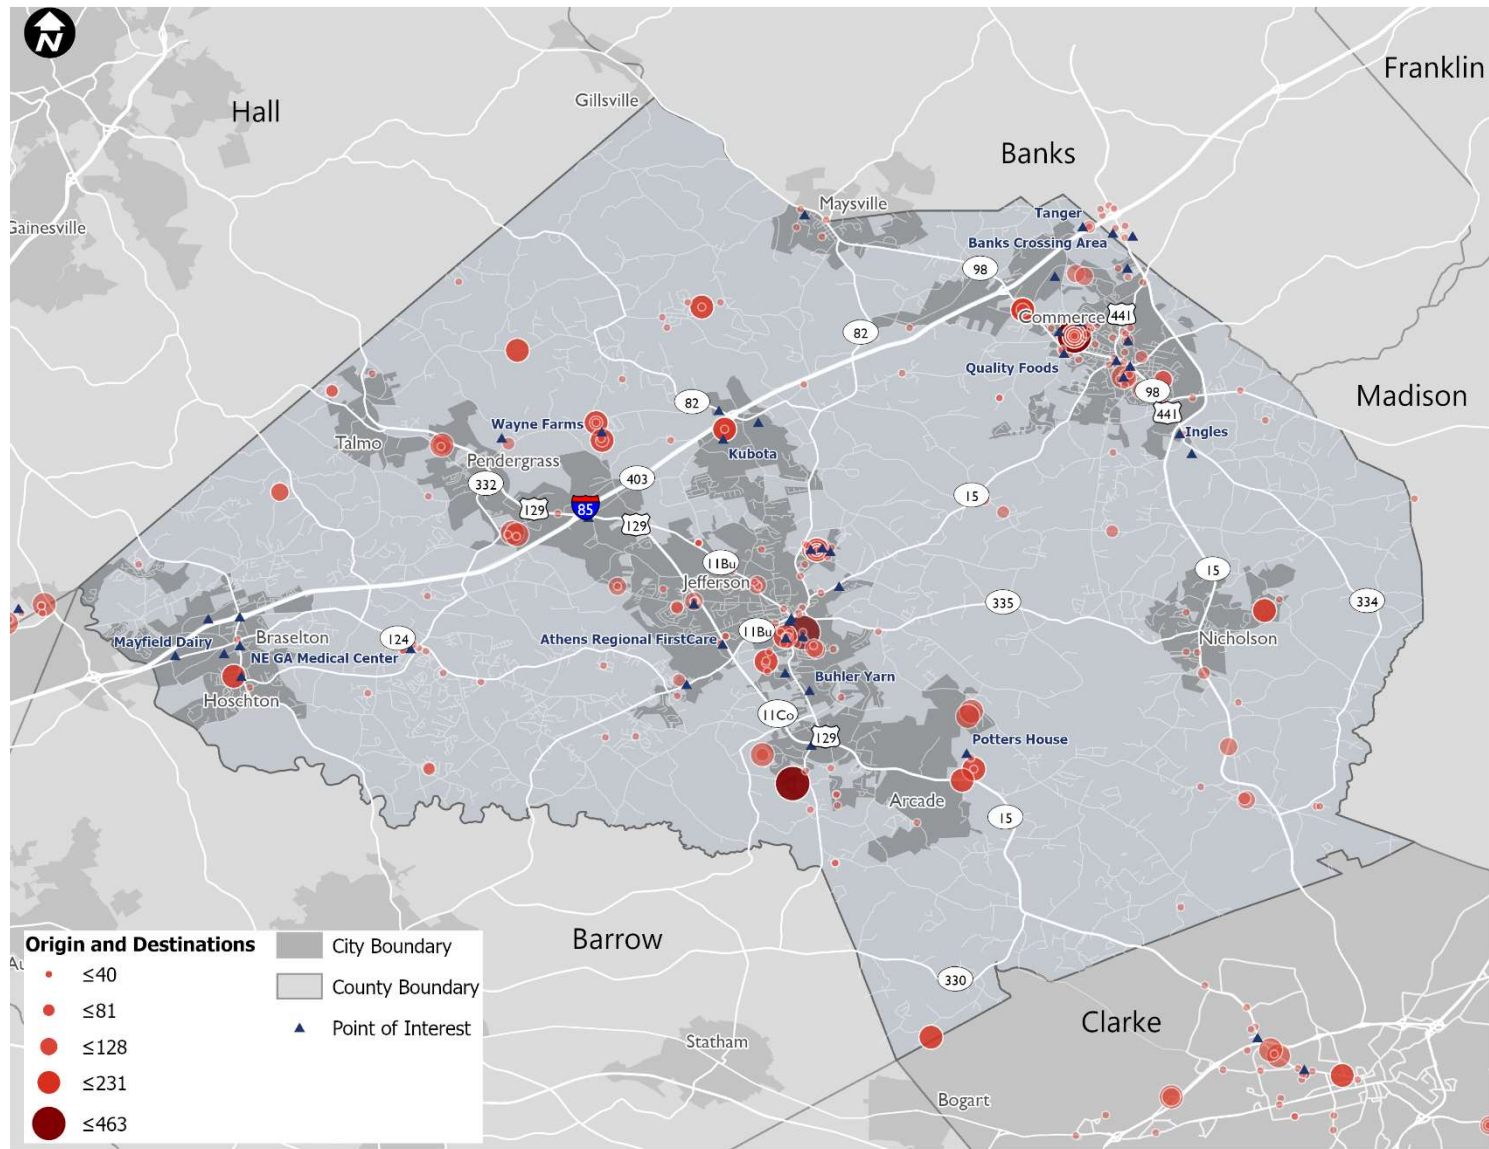 N
Franklin
Hall
Gillsville
Banks
Maysville
Tanger
Gainesville
Banks Crossing Area
98
Commerce
441
82
Quality Foods
Madison
98
82
441
Wayne Farms
Ingles
Talmo
Kubota
Pendergrass
403
332
15
129
85
129
11Bu
15
Jefferson
335
334
124
11Bu
Mayfield Dairy
Braselton
Athens Regional FirstCare
Nicholson
NE GA Medical Center
Buhler Yarn
Hoschton
11Co
129
Potters House
Arcade
15
Barrow
330
Clarke
Statham
Bogart
Au
Origin and Destinations
≤40
≤81
≤128
≤231
≤463
City Boundary
County Boundary
Point of Interest